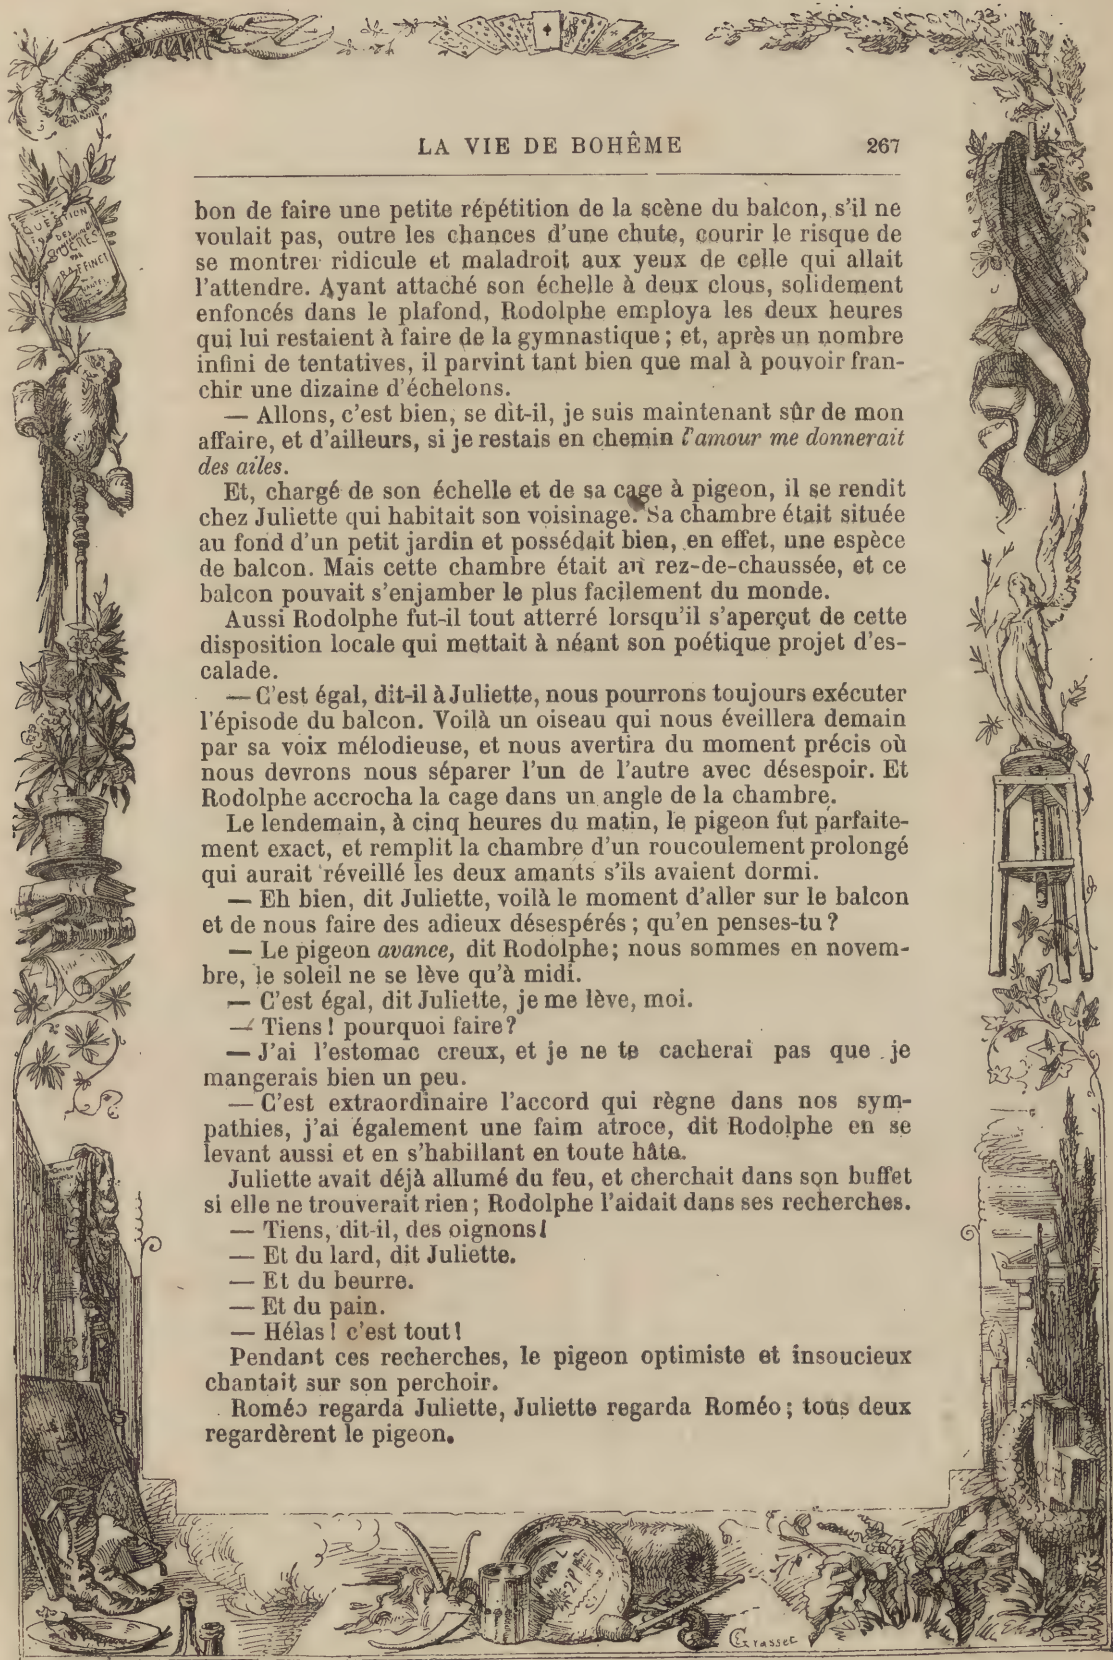 LA VIE DE BOHÊME 267
bon de faire une petite répétition de la scène du balcon, s'il ne
voulait pas, outre les chances d'une chute, courir le risque de
se montrer ridicule et maladroit aux yeux de celle qui allait
l'attendre. Ayant attaché son échelle à deux clous, solidement
enfoncés dans le plafond, Rodolphe employa les deux heures
qui lui restaient à faire de la gymnastique ; et, après un nombre
infini de tentatives, il parvint tant bien que mal à pouvoir fran-
chir une dizaine d'échelons.
— Allons, c'est bien, se dit-il, je suis maintenant sûr de mon
affaire, et d'ailleurs, si je restais en chemin l'amour me donnerait
des ailes.
Et, chargé de son échelle et de sa cage à pigeon, il se rendit
chez Juliette qui habitait son voisinage. Sa chambre était située
au fond d'un petit jardin et possédait bien, en effet, une espèce
de balcon. Mais cette chambre était au rez-de-chaussée, et ce
balcon pouvait s'enjamber le plus facilement du monde.
Aussi Rodolphe fut-il tout atterré lorsqu'il s'aperçut de cette
disposition locale qui mettait à néant son poétique projet d'es-
calade.
— C'est égal, dit-il à Juliette, nous pourrons toujours exécuter
l'épisode du balcon. Voilà un oiseau qui nous éveillera demain
par sa voix mélodieuse, et nous avertira du moment précis où
nous devrons nous séparer l'un de l'autre avec désespoir. Et
Rodolphe accrocha la cage dans un angle de la chambre.
Le lendemain, à cinq heures du matin, le pigeon fut parfaite-
ment exact, et remplit la chambre d'un roucoulement prolongé
qui aurait réveillé les deux amants s'ils avaient dormi.
— Eh bien, dit Juliette, voilà le moment d'aller sur le balcon
et de nous faire des adieux désespérés ; qu'en penses-tu ?
— Le pigeon avance, dit Rodolphe ; nous sommes en novem-
bre, le soleil ne se lève qu'à midi.
— C'est égal, dit Juliette, je me lève, moi.
— Tiens ! pourquoi faire ?
— J'ai l'estomac creux, et je ne te cacherai pas que je
mangerais bien un peu.
— C'est extraordinaire l'accord qui règne dans nos sym-
pathies, j'ai également une faim atroce, dit Rodolphe en se
levant aussi et en s'habillant en toute hâte.
Juliette avait déjà allumé du feu, et cherchait dans son buffet
si elle ne trouverait rien ; Rodolphe l'aidait dans ses recherches.
— Tiens, dit-il, des oignons !
— Et du lard, dit Juliette.
— Et du beurre.
— Et du pain.
— Hélas ! c'est tout !
Pendant ces recherches, le pigeon optimiste et insoucieux
chantait sur son perchoir.
Roméo regarda Juliette, Juliette regarda Roméo ; tous deux
regardèrent le pigeon.
QUESTION
DES
SUCRES
PAR
RAFFINET
Grasset